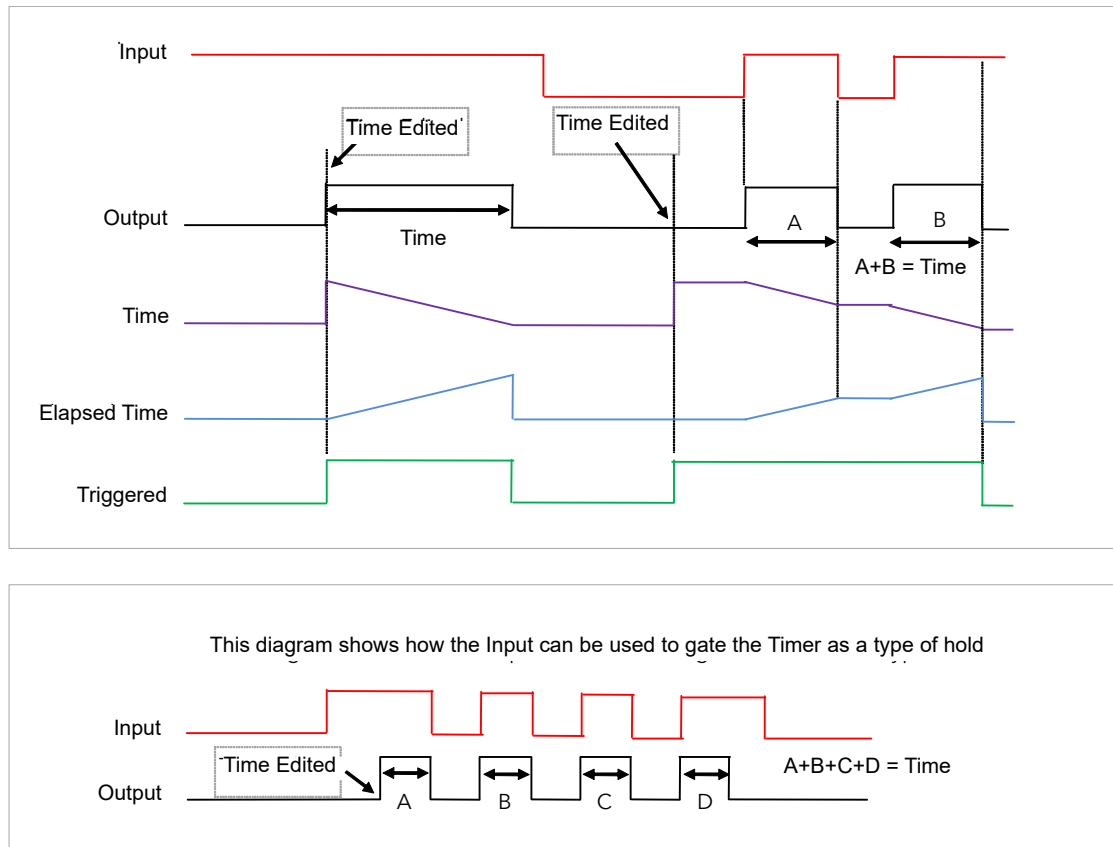 Input
Time Edited
Time Edited
Output
Time
A
B
A+B = Time
Time
Elapsed Time
Triggered
This diagram shows how the Input can be used to gate the Timer as a type of hold
Input
Time Edited
A+B+C+D = Time
Output
A
B
C
D